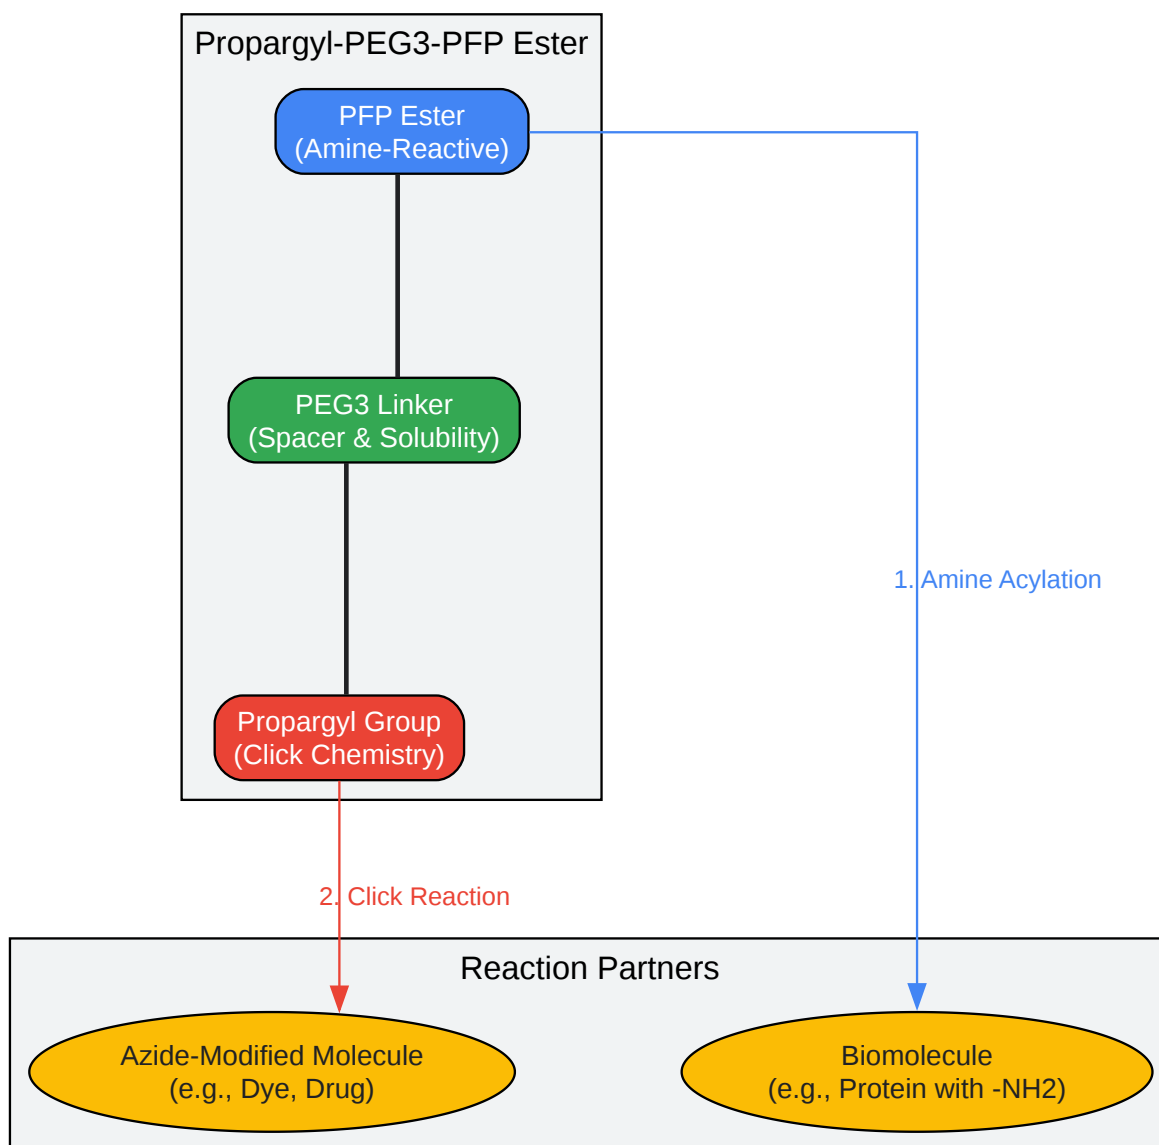 Propargyl-PEG3-PFP Ester
PFP Ester
(Amine-Reactive)
PEG3 Linker
(Spacer & Solubility)
1. Amine Acylation
Propargyl Group
(Click Chemistry)
2. Click Reaction
Reaction Partners
Azide-Modified Molecule
(e.g., Dye, Drug)
Biomolecule
(e.g., Protein with -NH2)